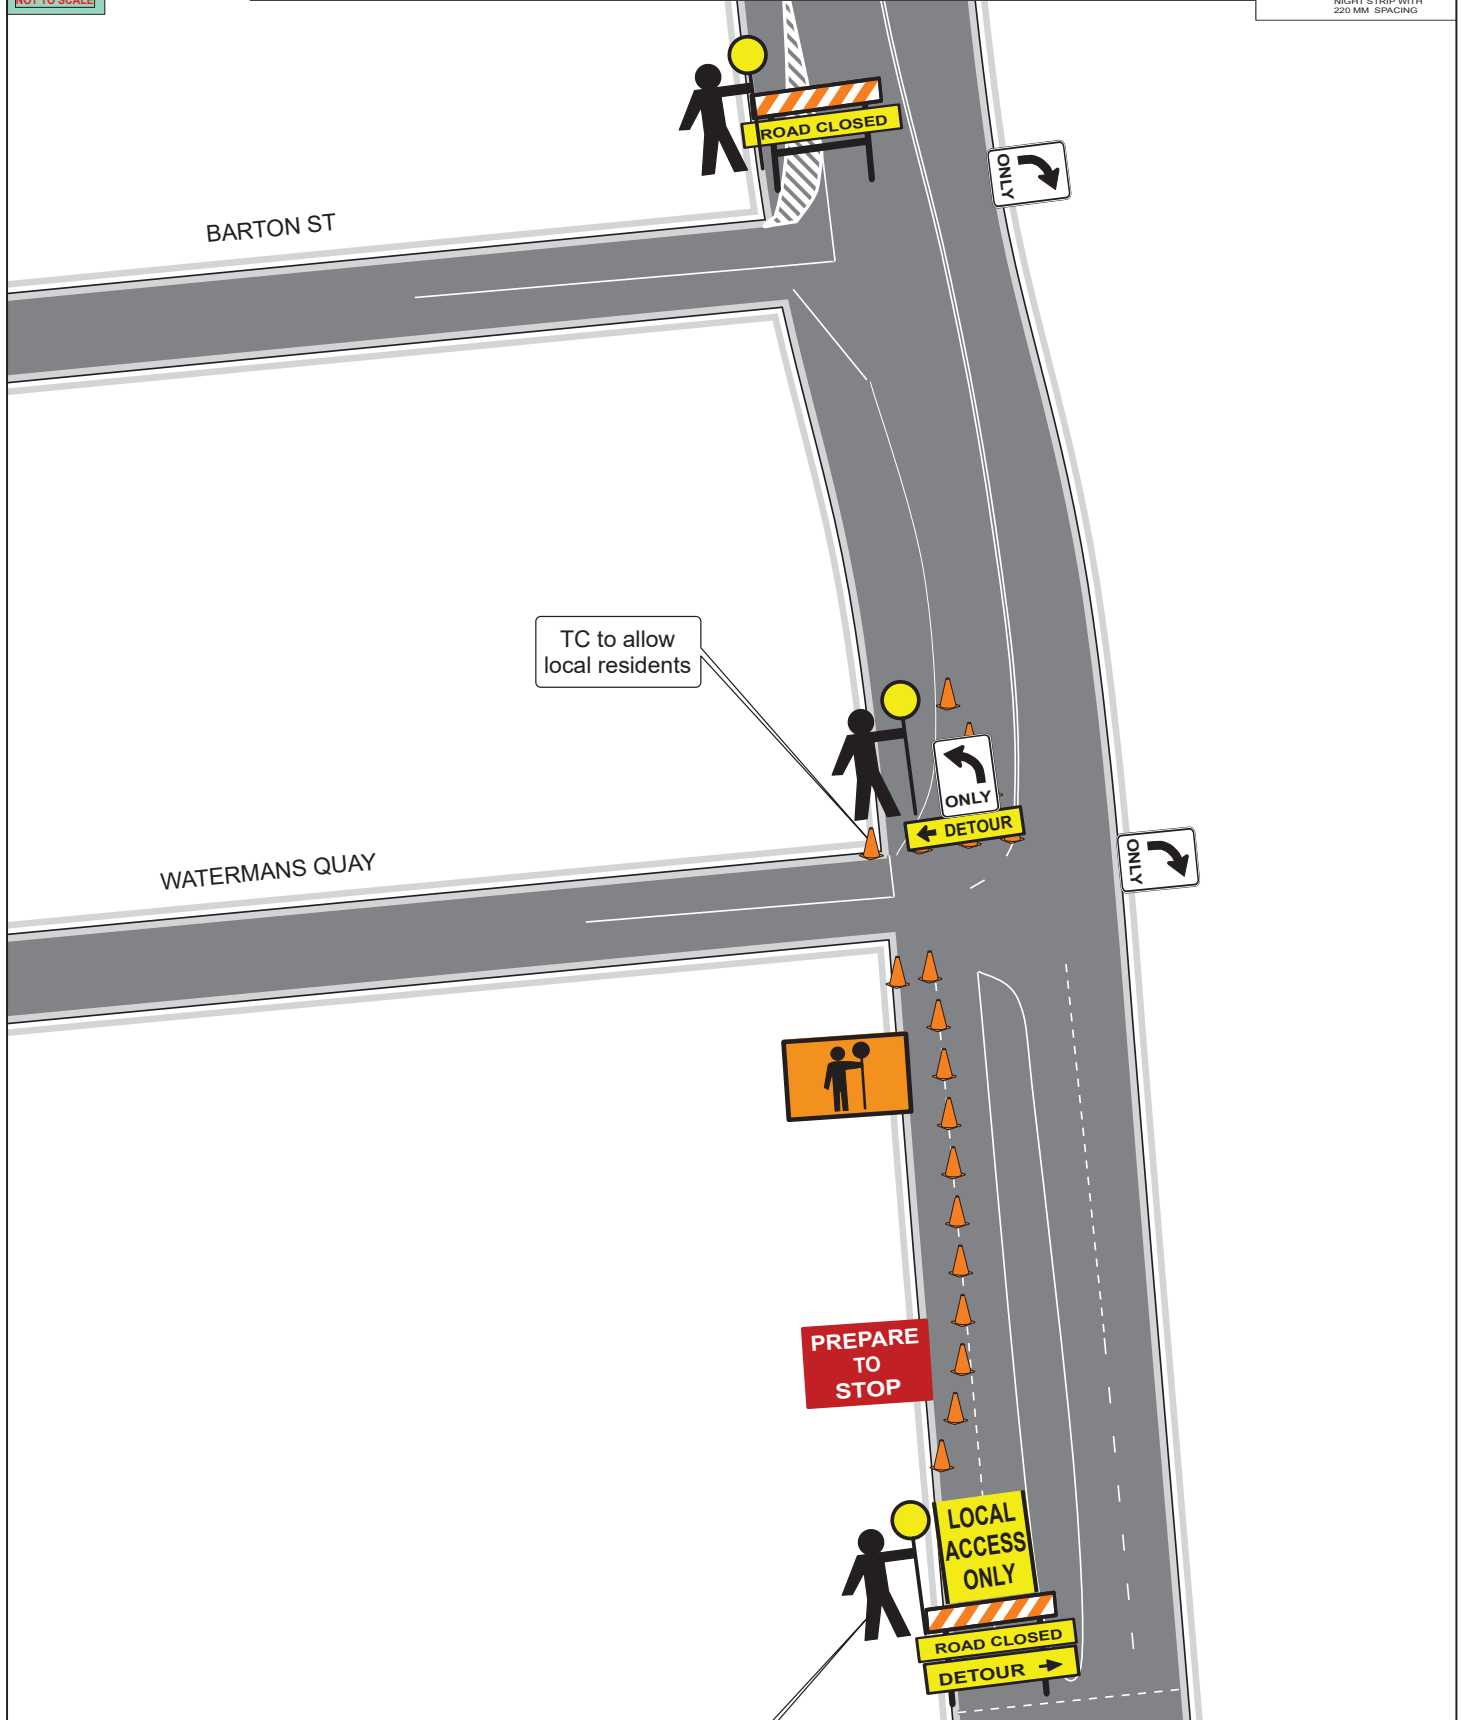 NOT TO SCALE
NIGHT STRIP WITH
220 MM SPACING
ROAD CLOSED
ONLY
BARTON ST
TC to allow
local residents
ONLY
DETOUR
ONLY
WATERMANS QUAY
PREPARE
TO
STOP
LOCAL
ACCESS
ONLY
ROAD CLOSED
DETOUR